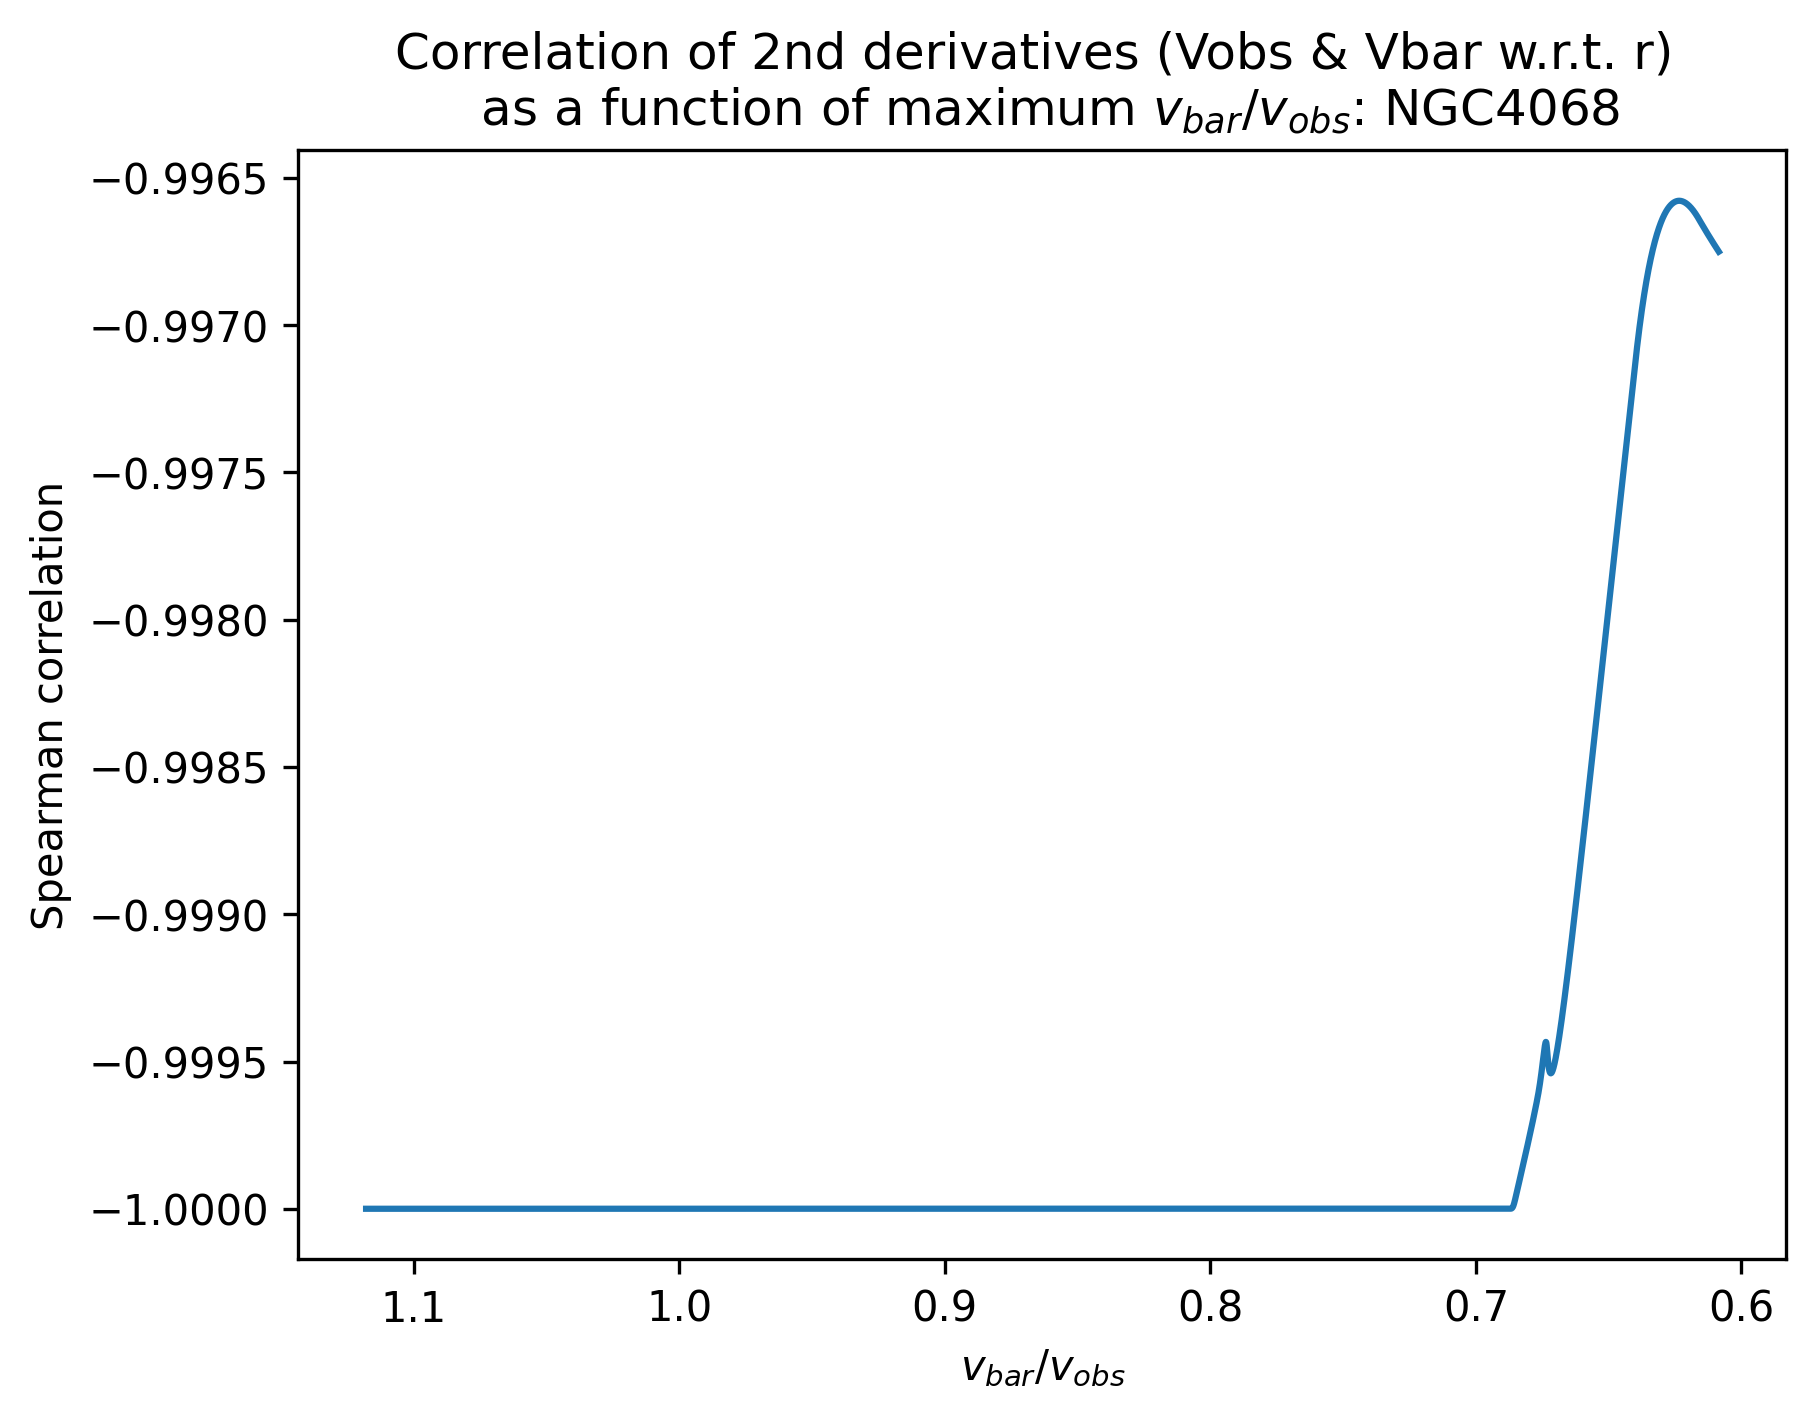 Correlation of 2nd derivatives (Vobs & Vbar w.r.t. r)
as a function of maximum v_bar/v_obs: NGC4068
−0.9965
−0.9970
−0.9975
−0.9980
−0.9985
−0.9990
−0.9995
−1.0000
Spearman correlation
1.1 1.0 0.9 0.8 0.7 0.6
v_bar/v_obs